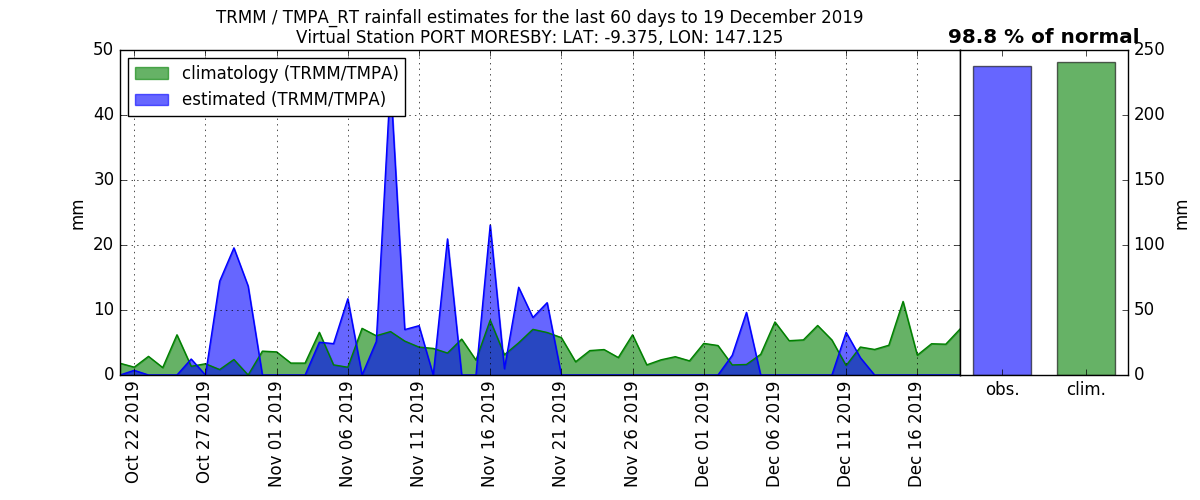 TRMM / TMPA_RT rainfall estimates for the last 60 days to 19 December 2019
Virtual Station PORT MORESBY: LAT: -9.375, LON: 147.125
98.8 % of normal
climatology (TRMM/TMPA)
estimated (TRMM/TMPA)
mm
50
40
30
20
10
0
Oct 22 2019
Oct 27 2019
Nov 01 2019
Nov 06 2019
Nov 11 2019
Nov 16 2019
Nov 21 2019
Nov 26 2019
Dec 01 2019
Dec 06 2019
Dec 11 2019
Dec 16 2019
obs.
clim.
250
200
150
100
50
0
mm